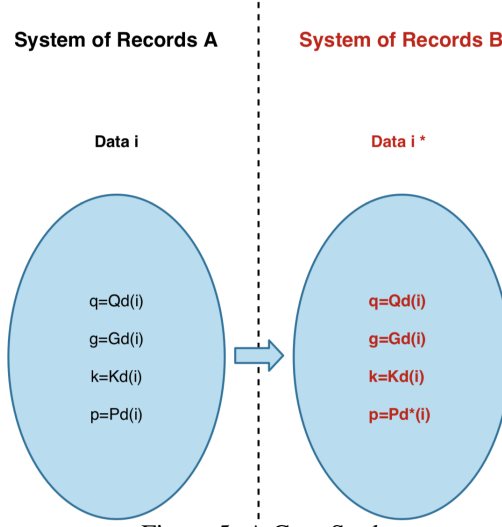 System of Records A
System of Records B
Data i
Data i *
q=Qd(i)
g=Gd(i)
k=Kd(i)
p=Pd(i)
q=Qd(i)
g=Gd(i)
k=Kd(i)
p=Pd*(i)